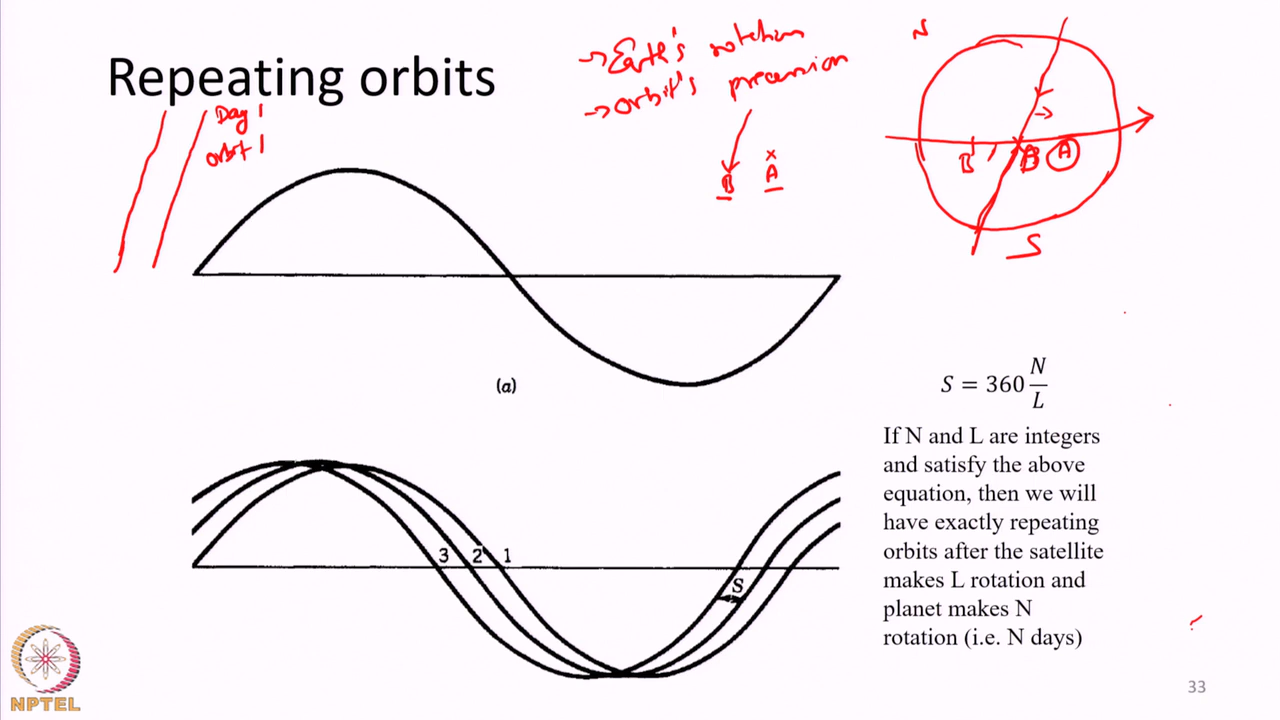 Repeating orbits
→ Earth's rotation
→ orbit's precession
B
x
A
Day 1
orbit 1
N
B
B
A
S
(a)
3 2 1
S
S = 360 N/L
If N and L are integers
and satisfy the above
equation, then we will
have exactly repeating
orbits after the satellite
makes L rotation and
planet makes N
rotation (i.e. N days)
NPTEL
33